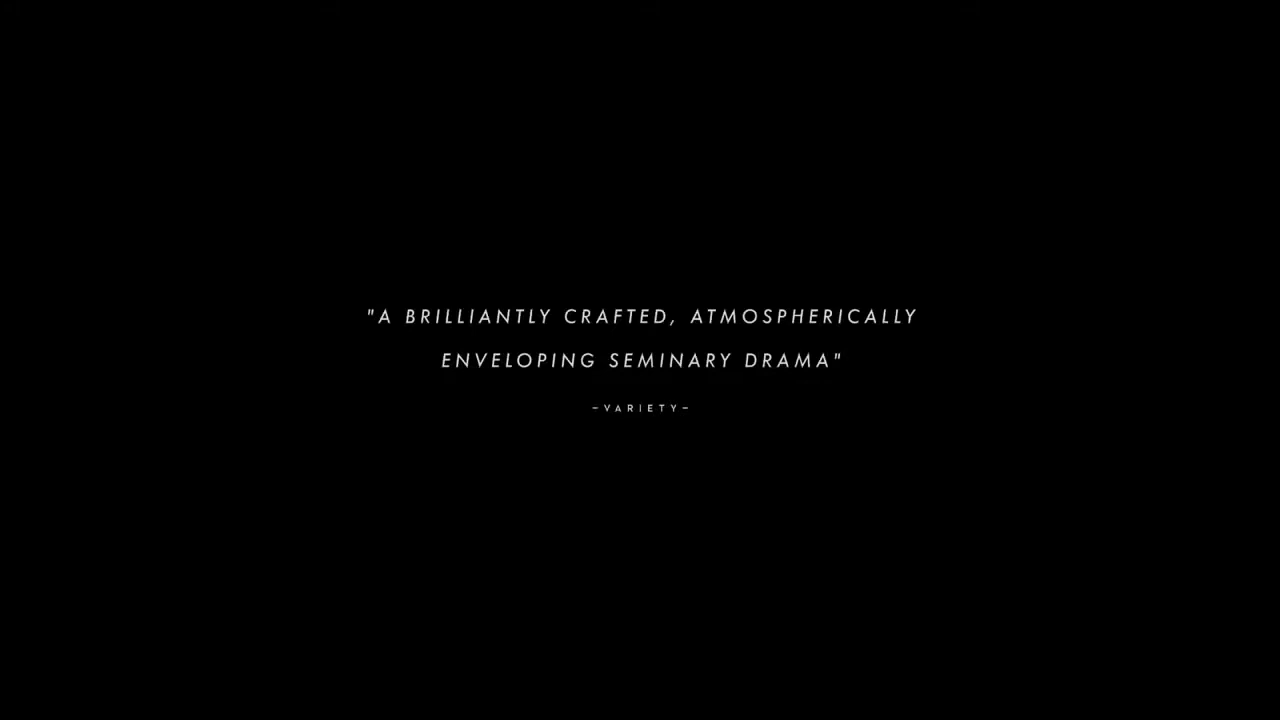 "A BRILLIANTLY CRAFTED, ATMOSPHERICALLY
ENVELOPING SEMINARY DRAMA"
–VARIETY–